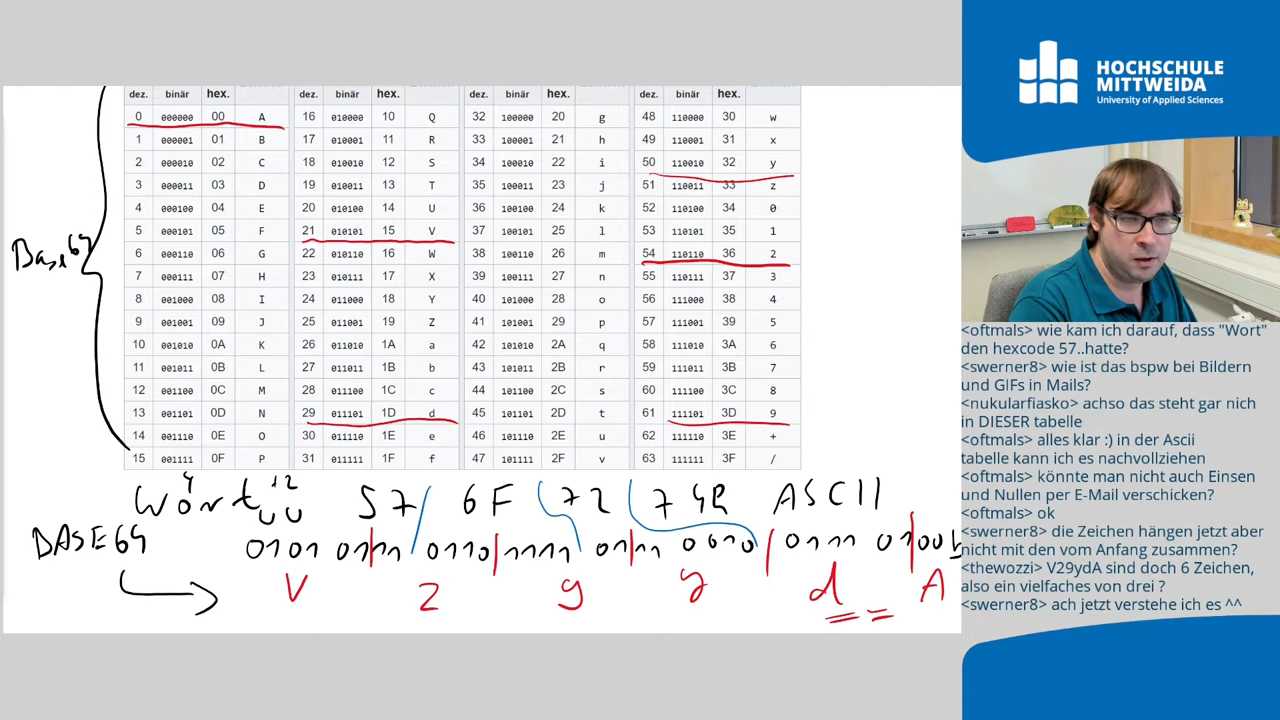 HOCHSCHULE
MITTWEIDA
University of Applied Sciences
dez. binär hex. dez. binär hex. dez. binär hex. dez. binär hex.
0 000000 00 A 16 010000 10 Q 32 100000 20 g 48 110000 30 w
1 000001 01 B 17 010001 11 R 33 100001 21 h 49 110001 31 x
2 000010 02 C 18 010010 12 S 34 100010 22 i 50 110010 32 y
3 000011 03 D 19 010011 13 T 35 100011 23 j 51 110011 33 z
4 000100 04 E 20 010100 14 U 36 100100 24 k 52 110100 34 0
5 000101 05 F 21 010101 15 V 37 100101 25 l 53 110101 35 1
6 000110 06 G 22 010110 16 W 38 100110 26 m 54 110110 36 2
7 000111 07 H 23 010111 17 X 39 100111 27 n 55 110111 37 3
8 001000 08 I 24 011000 18 Y 40 101000 28 o 56 111000 38 4
9 001001 09 J 25 011001 19 Z 41 101001 29 p 57 111001 39 5
10 001010 0A K 26 011010 1A a 42 101010 2A q 58 111010 3A 6
11 001011 0B L 27 011011 1B b 43 101011 2B r 59 111011 3B 7
12 001100 0C M 28 011100 1C c 44 101100 2C s 60 111100 3C 8
13 001101 0D N 29 011101 1D d 45 101101 2D t 61 111101 3D 9
14 001110 0E O 30 011110 1E e 46 101110 2E u 62 111110 3E +
15 001111 0F P 31 011111 1F f 47 101111 2F v 63 111111 3F /
Base64
4 12
Wort 57 6F 72 74 ASCII
BASE64 0101 0111 0110 1111 0111 0010 0111 01 00
V 2 9 y d A
= =
<oftmals> wie kam ich darauf, dass "Wort"
den hexcode 57..hatte?
<swerner8> wie ist das bspw bei Bildern
und GIFs in Mails?
<nukularfiasko> achso das steht gar nich
in DIESER tabelle
<oftmals> alles klar :) in der Ascii
tabelle kann ich es nachvollziehen
<oftmals> könnte man nicht auch Einsen
und Nullen per E-Mail verschicken?
<oftmals> ok
<swerner8> die Zeichen hängen jetzt aber
nicht mit den vom Anfang zusammen?
<thewozzi> V29ydA sind doch 6 Zeichen,
also ein vielfaches von drei ?
<swerner8> ach jetzt verstehe ich es ^^